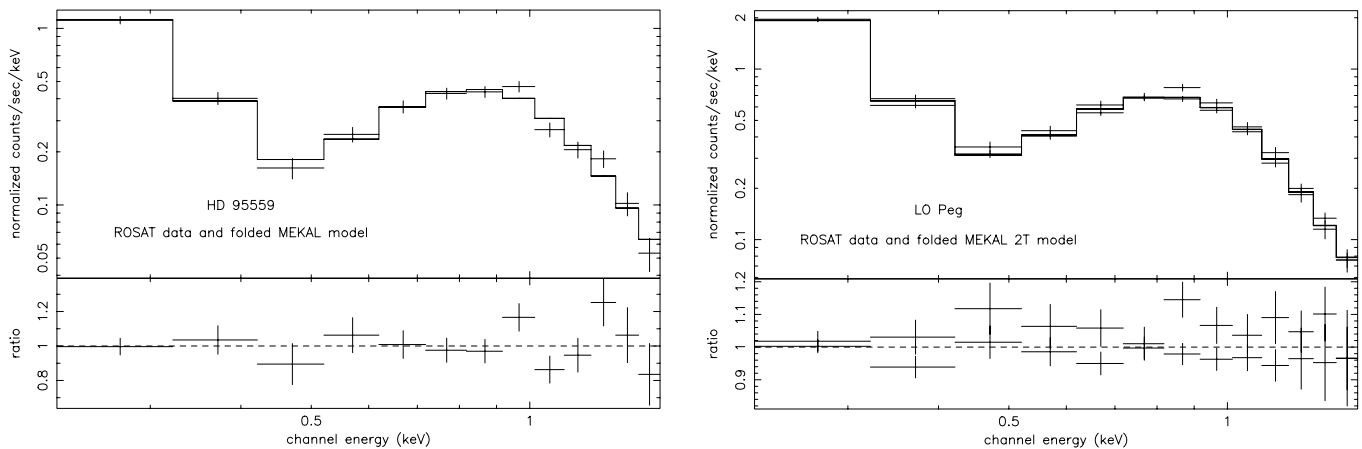 normalized counts/sec/keV
1
0.5
0.2
0.1
0.05
HD 95559
ROSAT data and folded MEKAL model
ratio
1.2
1
0.8
0.5
1
channel energy (keV)
normalized counts/sec/keV
2
1
0.5
0.2
0.1
LO Peg
ROSAT data and folded MEKAL 2T model
ratio
1.2
1.1
1
0.9
0.5
1
channel energy (keV)